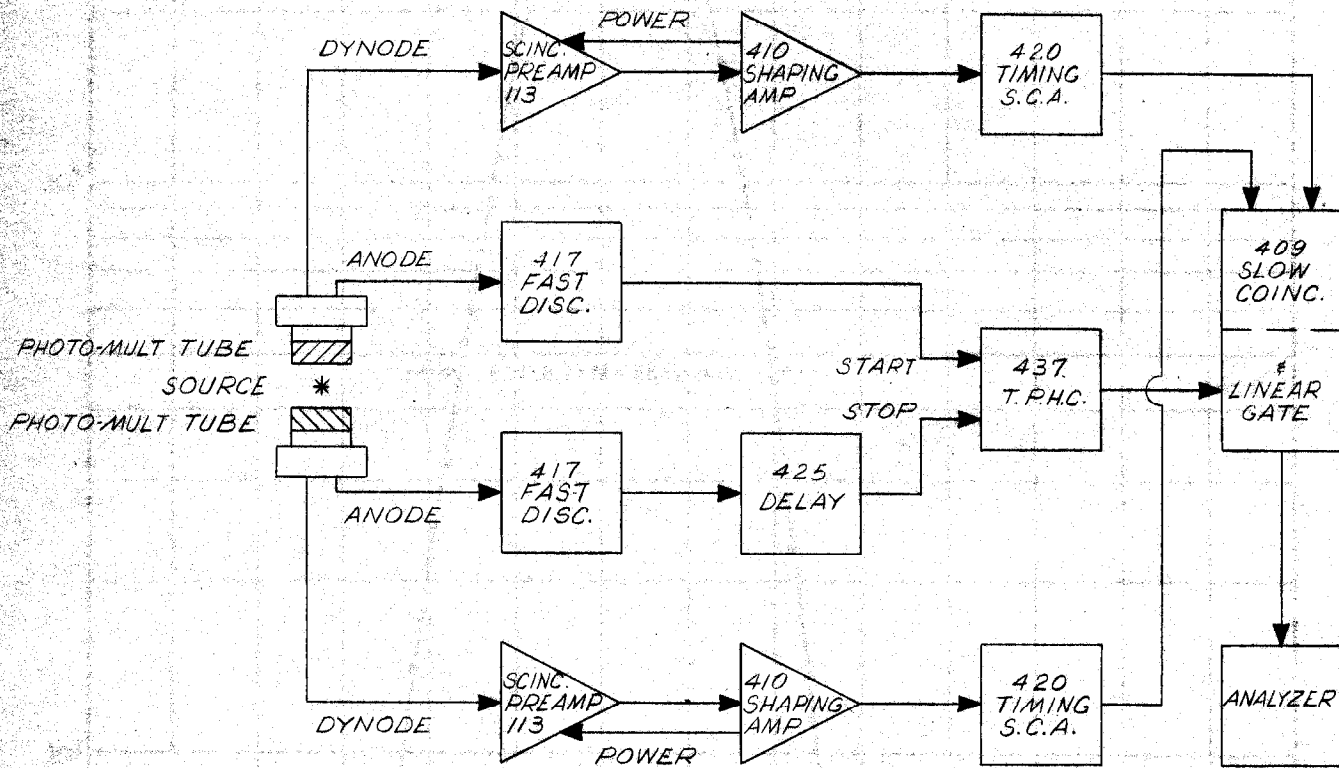 POWER
DYNODE
SCINC.
PREAMP
113
410
SHAPING
AMP
420
TIMING
S.C.A.
ANODE
417
FAST
DISC.
409
SLOW
COINC.
&
LINEAR
GATE
PHOTO-MULT TUBE
SOURCE
PHOTO-MULT TUBE
START
STOP
437
T.P.H.C.
ANODE
417
FAST
DISC.
425
DELAY
DYNODE
SCINC.
PREAMP
113
POWER
410
SHAPING
AMP
420
TIMING
S.C.A.
ANALYZER